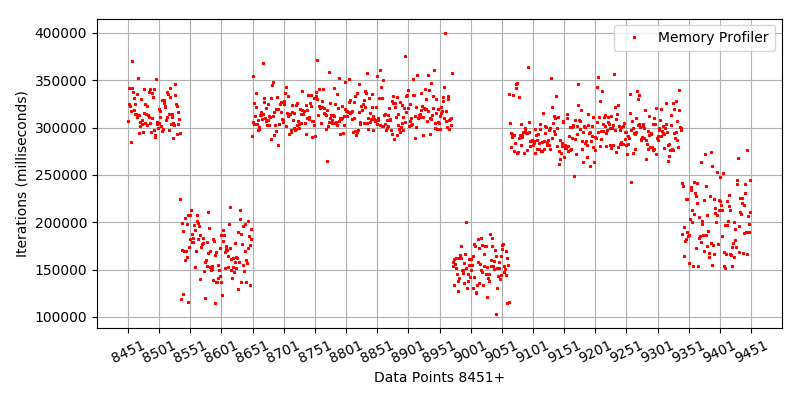 Memory Profiler
400000
350000
300000
250000
200000
150000
100000
Iterations (milliseconds)
8451 8501 8551 8601 8651 8701 8751 8801 8851 8901 8951 9001 9051 9101 9151 9201 9251 9301 9351 9401 9451
Data Points 8451+